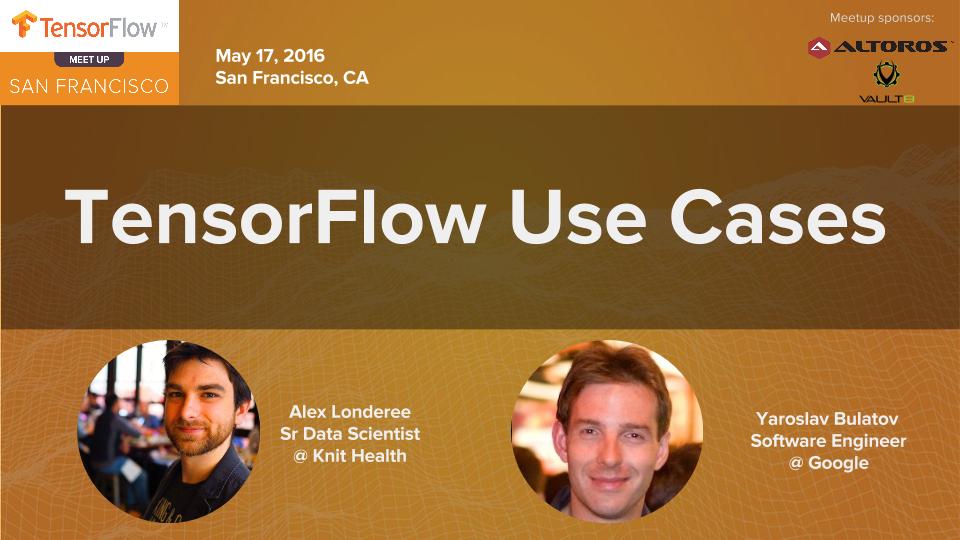 TensorFlow
MEET UP
SAN FRANCISCO
May 17, 2016
San Francisco, CA
Meetup sponsors:
ALTOROS
VAULT8
TensorFlow Use Cases
Alex Londeree
Sr Data Scientist
@ Knit Health
Yaroslav Bulatov
Software Engineer
@ Google